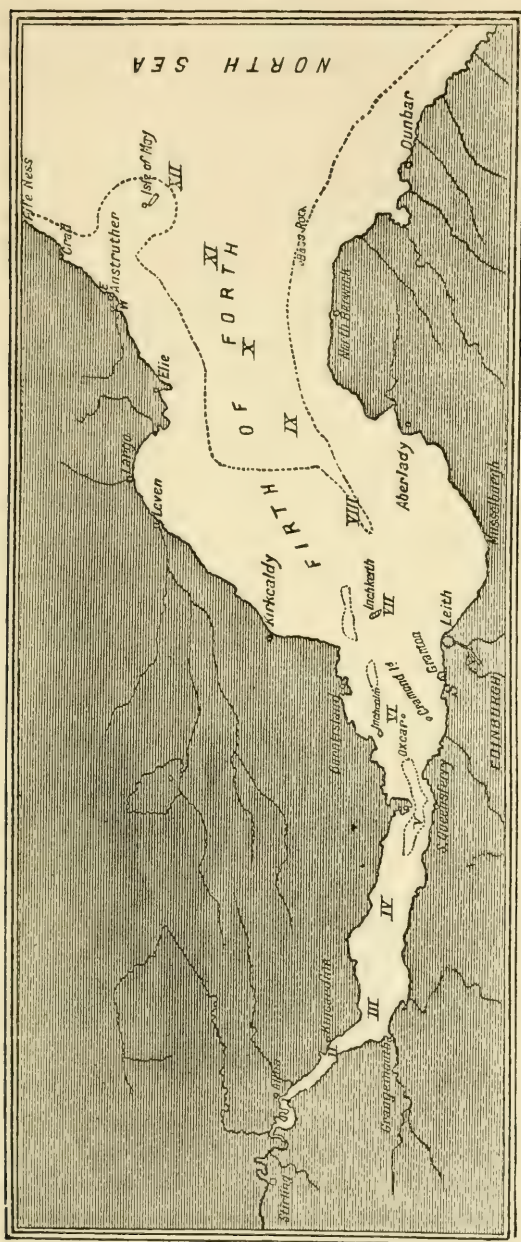 NORTH SEA
Fife Ness
Crail
Anstruther
E
W
Isle of May
XII
Elie
Largo
Leven
Kirkcaldy
FIRTH OF FORTH
XI
X
IX
VIII
Bass Rock
Dunbar
North Berwick
Aberlady
Musselburgh
Inchkerth
VII
Leith
EDINBURGH
Granton
Cramond Id.
Burntisland
Inchcolm
VI
Oxcar
S. Queensferry
V
IV
III
II
Kincardine
Grangemouth
Alloa
Stirling